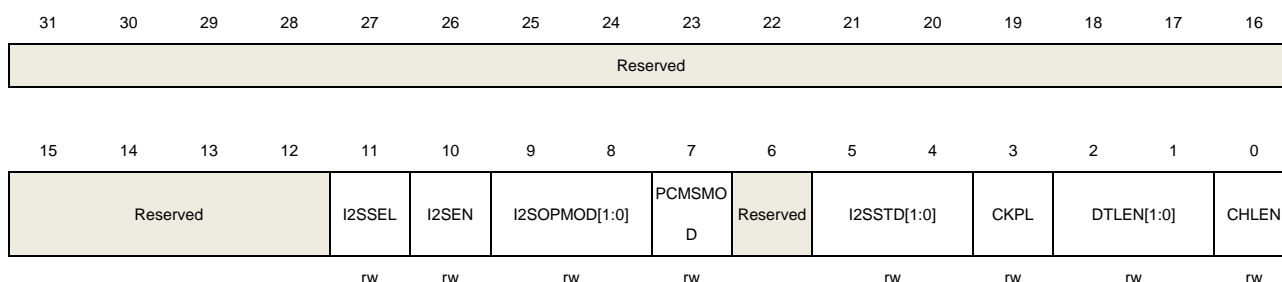 31 30 29 28 27 26 25 24 23 22 21 20 19 18 17 16
Reserved
15 14 13 12 11 10 9 8 7 6 5 4 3 2 1 0
Reserved I2SSEL I2SEN I2SOPMOD[1:0] PCMSMO Reserved I2SSTD[1:0] CKPL DTLEN[1:0] CHLEN
D
rw rw rw rw rw rw rw rw